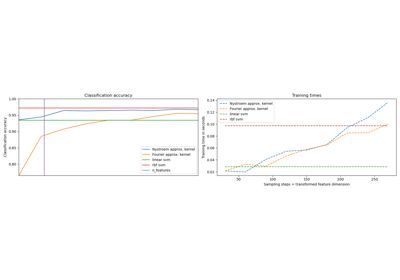 Classification accuracy
1.00
0.95
0.90
0.85
0.80
Classification accuracy
Nystroem approx. kernel
Fourier approx. kernel
linear svm
rbf svm
n_features
Training times
0.14
0.12
0.10
0.08
0.06
0.04
0.02
Training time in seconds
Nystroem approx. kernel
Fourier approx. kernel
linear svm
rbf svm
50
100
150
200
250
Sampling steps = transformed feature dimension